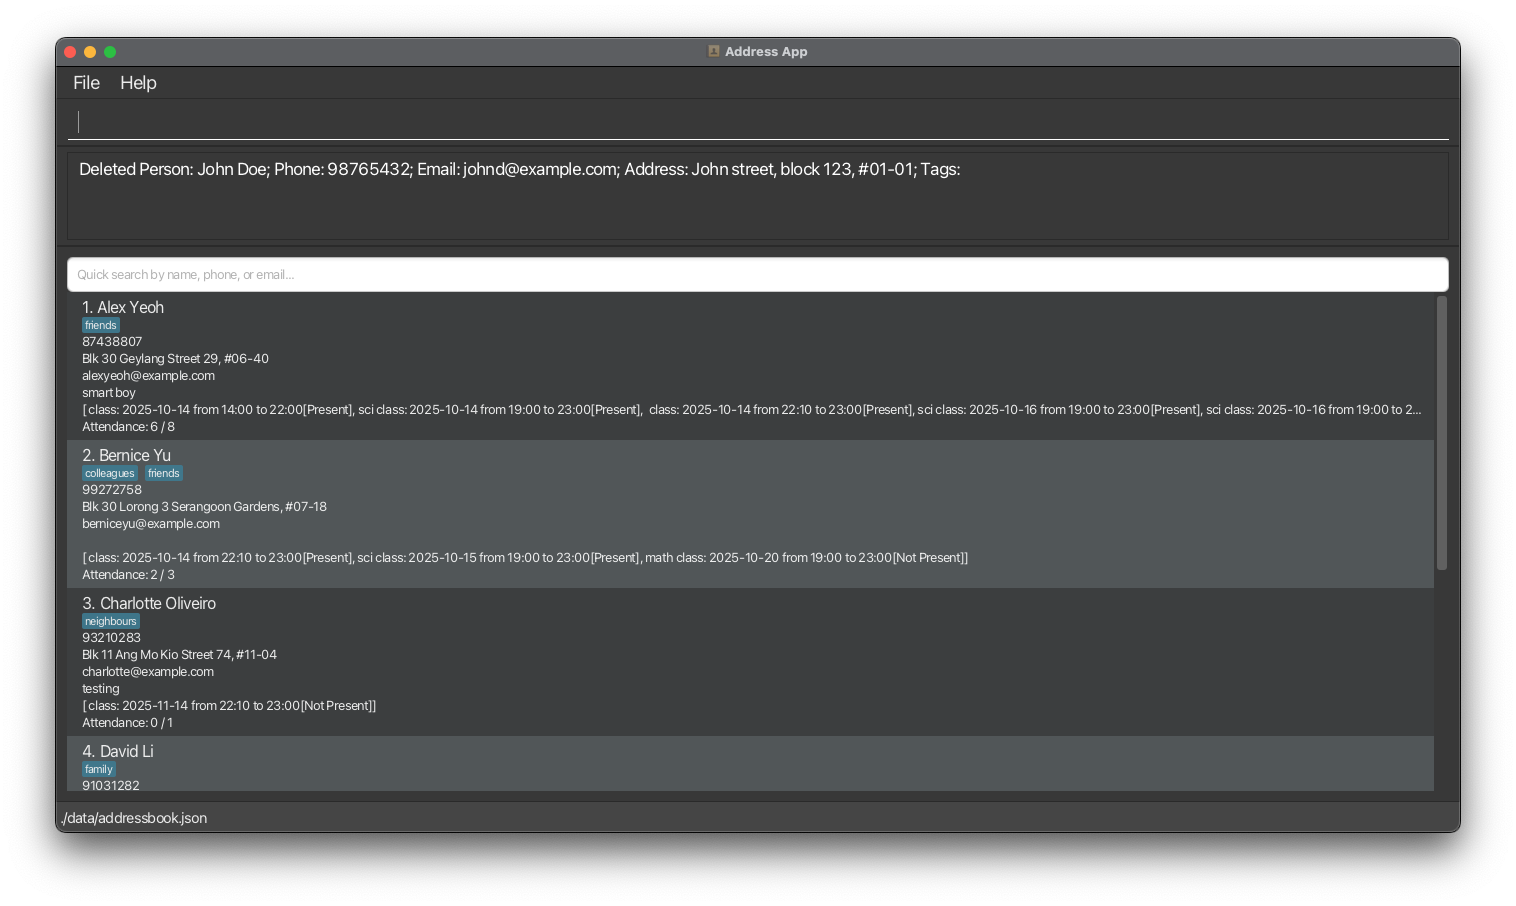 Address App
File Help
Deleted Person: John Doe; Phone: 98765432; Email: johnd@example.com; Address: John street, block 123, #01-01; Tags:
Quick search by name, phone, or email...
1. Alex Yeoh
friends
87438807
Blk 30 Geylang Street 29, #06-40
alexyeoh@example.com
smart boy
[ class: 2025-10-14 from 14:00 to 22:00[Present], sci class: 2025-10-14 from 19:00 to 23:00[Present],  class: 2025-10-14 from 22:10 to 23:00[Present], sci class: 2025-10-16 from 19:00 to 23:00[Present], sci class: 2025-10-16 from 19:00 to 2...
Attendance: 6 / 8
2. Bernice Yu
colleagues friends
99272758
Blk 30 Lorong 3 Serangoon Gardens, #07-18
berniceyu@example.com
[ class: 2025-10-14 from 22:10 to 23:00[Present], sci class: 2025-10-15 from 19:00 to 23:00[Present], math class: 2025-10-20 from 19:00 to 23:00[Not Present]]
Attendance: 2 / 3
3. Charlotte Oliveiro
neighbours
93210283
Blk 11 Ang Mo Kio Street 74, #11-04
charlotte@example.com
testing
[ class: 2025-11-14 from 22:10 to 23:00[Not Present]]
Attendance: 0 / 1
4. David Li
family
91031282
./data/addressbook.json